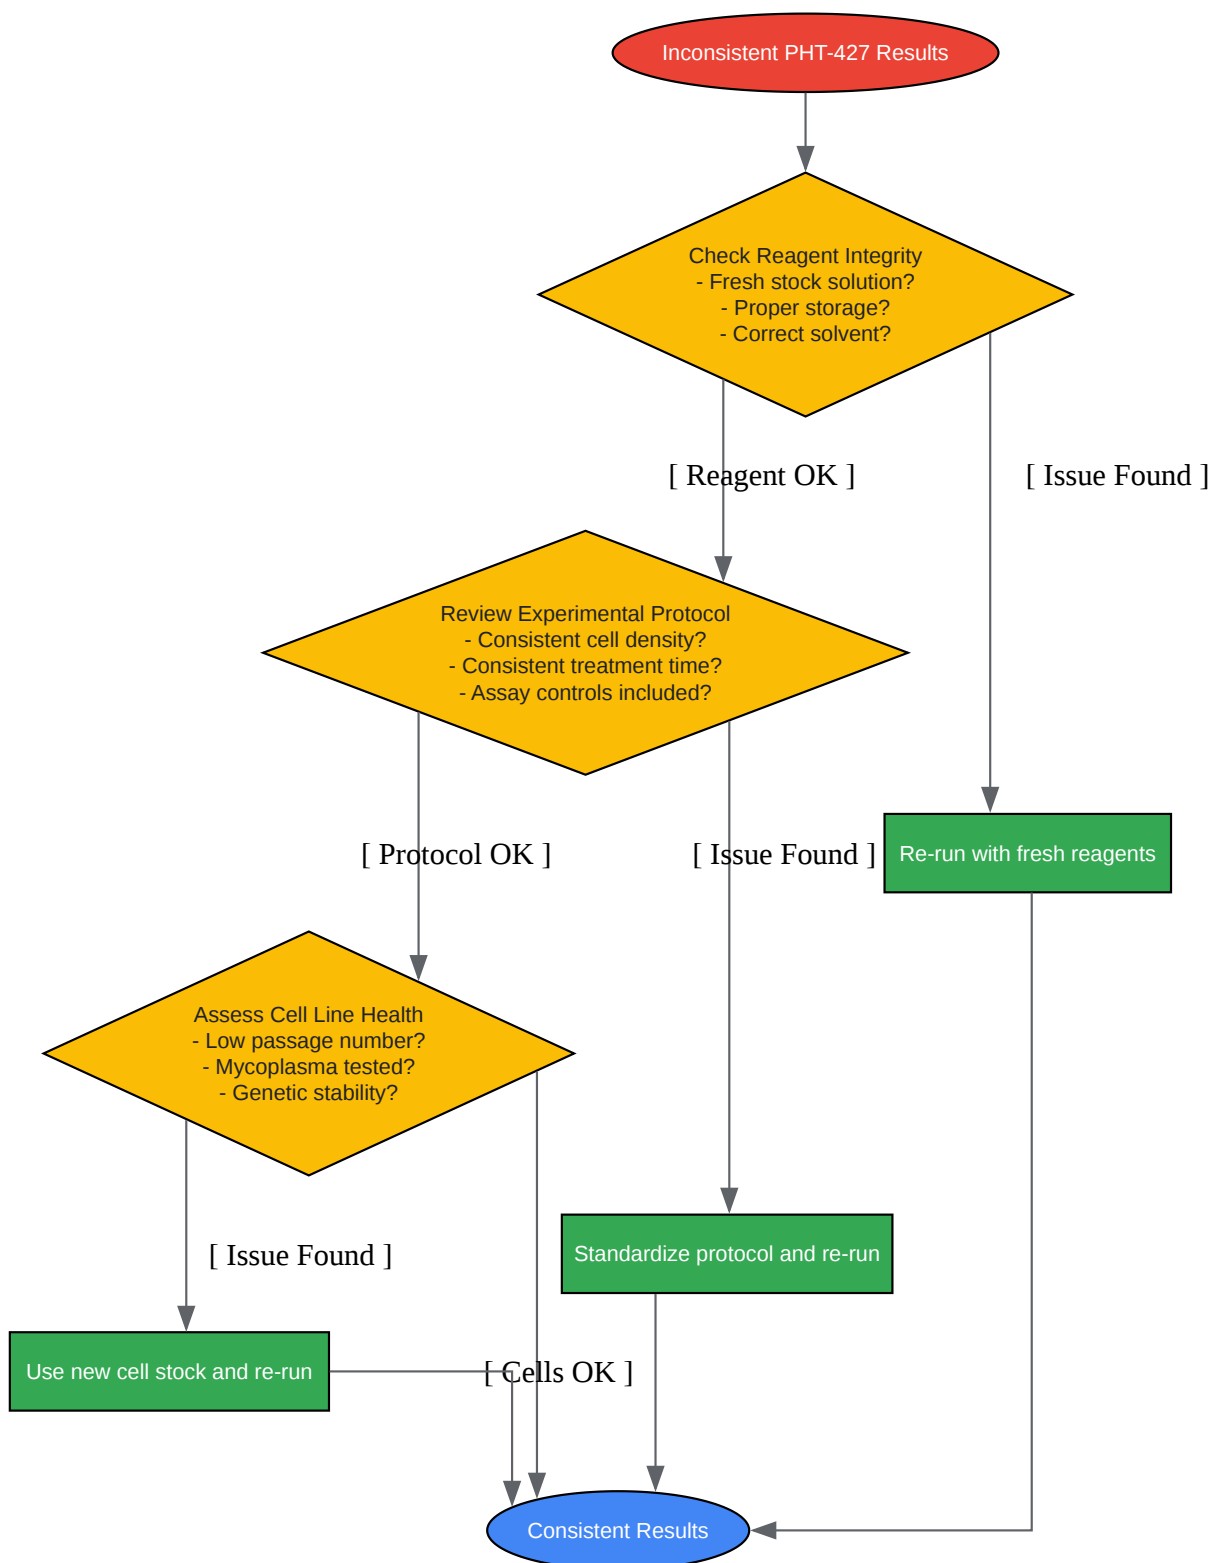 Inconsistent PHT-427 Results
Check Reagent Integrity
- Fresh stock solution?
- Proper storage?
- Correct solvent?
[ Reagent OK ]
[ Issue Found ]
Review Experimental Protocol
- Consistent cell density?
- Consistent treatment time?
- Assay controls included?
[ Protocol OK ]
[ Issue Found ]
Re-run with fresh reagents
Assess Cell Line Health
- Low passage number?
- Mycoplasma tested?
- Genetic stability?
[ Issue Found ]
Standardize protocol and re-run
Use new cell stock and re-run
[ Cells OK ]
Consistent Results